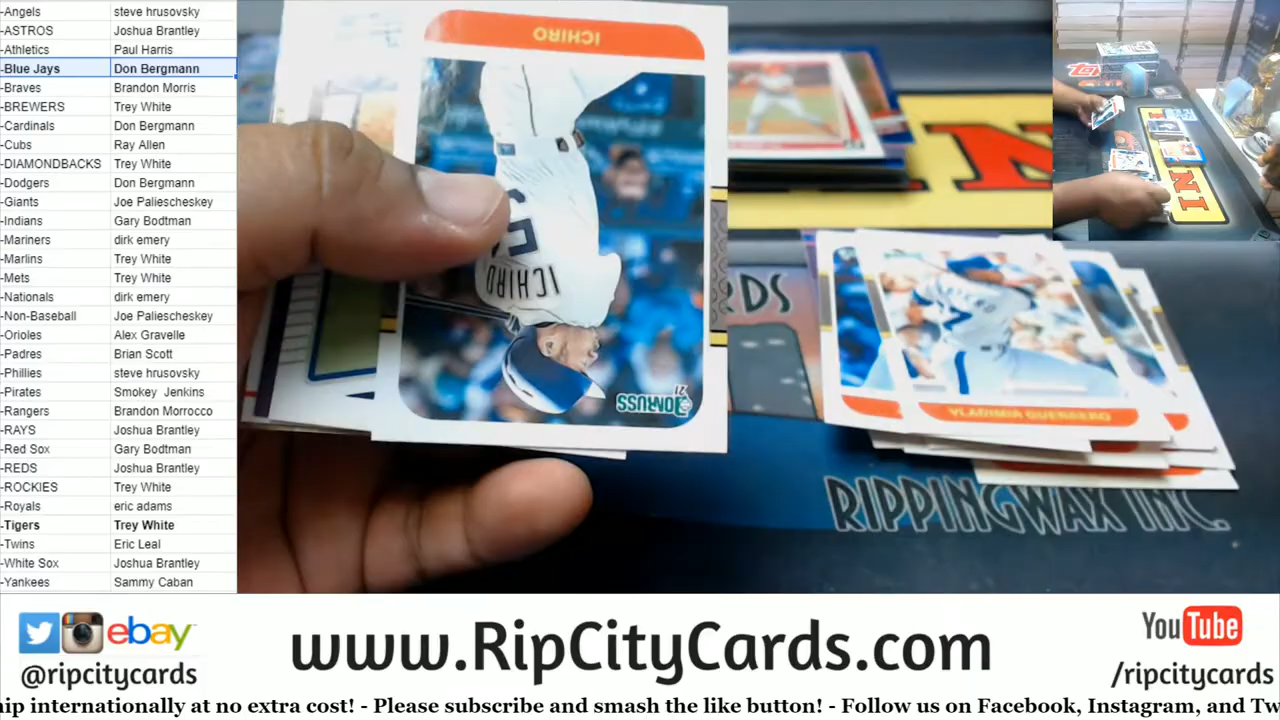 -Angels steve hrusovsky
-ASTROS Joshua Brantley
-Athletics Paul Harris
-Blue Jays Don Bergmann
-Braves Brandon Morris
-BREWERS Trey White
-Cardinals Don Bergmann
-Cubs Ray Allen
-DIAMONDBACKS Trey White
-Dodgers Don Bergmann
-Giants Joe Paliescheskey
-Indians Gary Bodtman
-Mariners dirk emery
-Marlins Trey White
-Mets Trey White
-Nationals dirk emery
-Non-Baseball Joe Paliescheskey
-Orioles Alex Gravelle
-Padres Brian Scott
-Phillies steve hrusovsky
-Pirates Smokey Jenkins
-Rangers Brandon Morrocco
-RAYS Joshua Brantley
-Red Sox Gary Bodtman
-REDS Joshua Brantley
-ROCKIES Trey White
-Royals eric adams
-Tigers Trey White
-Twins Eric Leal
-White Sox Joshua Brantley
-Yankees Sammy Caban
ICHIRO
ICHIRO
5
DONRUSS
21
NI
RDS
VLADIMIR GUERRERO
RIPPINGWAX INC.
IN
ebay
@ripcitycards
www.RipCityCards.com
YouTube
/ripcitycards
hip internationally at no extra cost! - Please subscribe and smash the like button! - Follow us on Facebook, Instagram, and Tw